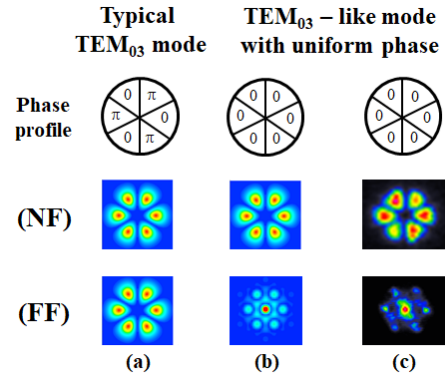 Typical
TEM₀₃ mode
TEM₀₃ – like mode
with uniform phase
Phase
profile
0 π
π 0
0 π
0 0
0 0
0 0
0 0
0 0
0 0
(NF)
(FF)
(a) (b) (c)